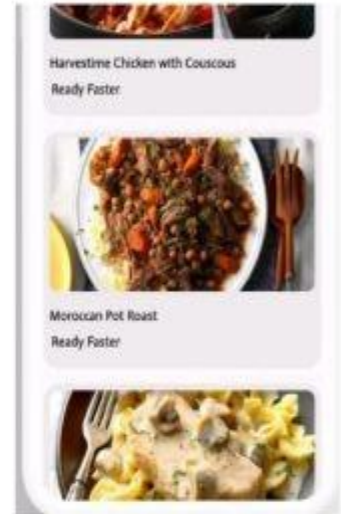 Harvestime Chicken with Couscous
Ready Faster
Moroccan Pot Roast
Ready Faster